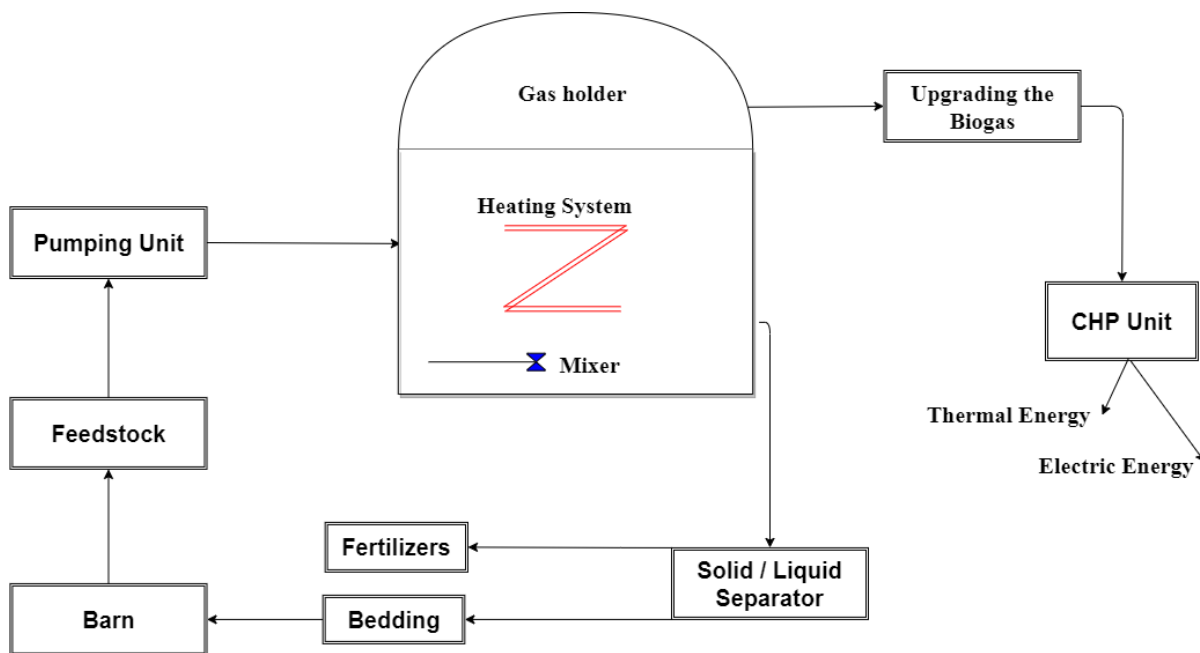 Gas holder
Upgrading the
Biogas
Heating System
Pumping Unit
CHP Unit
Mixer
Thermal Energy
Feedstock
Electric Energy
Fertilizers
Solid / Liquid
Separator
Barn
Bedding